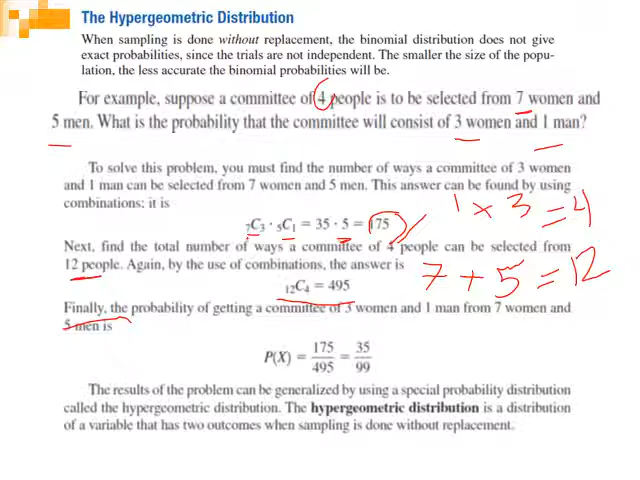 The Hypergeometric Distribution
When sampling is done without replacement, the binomial distribution does not give
exact probabilities, since the trials are not independent. The smaller the size of the popu-
lation, the less accurate the binomial probabilities will be.
For example, suppose a committee of 4 people is to be selected from 7 women and
5 men. What is the probability that the committee will consist of 3 women and 1 man?
To solve this problem, you must find the number of ways a committee of 3 women
and 1 man can be selected from 7 women and 5 men. This answer can be found by using
combinations; it is
1 × 3 = 4
₇C₃ · ₅C₁ = 35 · 5 = 175
Next, find the total number of ways a committee of 4 people can be selected from
12 people. Again, by the use of combinations, the answer is
7 + 5 = 12
₁₂C₄ = 495
Finally, the probability of getting a committee of 3 women and 1 man from 7 women and
5 men is
P(X) = 175/495 = 35/99
The results of the problem can be generalized by using a special probability distribution
called the hypergeometric distribution. The hypergeometric distribution is a distribution
of a variable that has two outcomes when sampling is done without replacement.